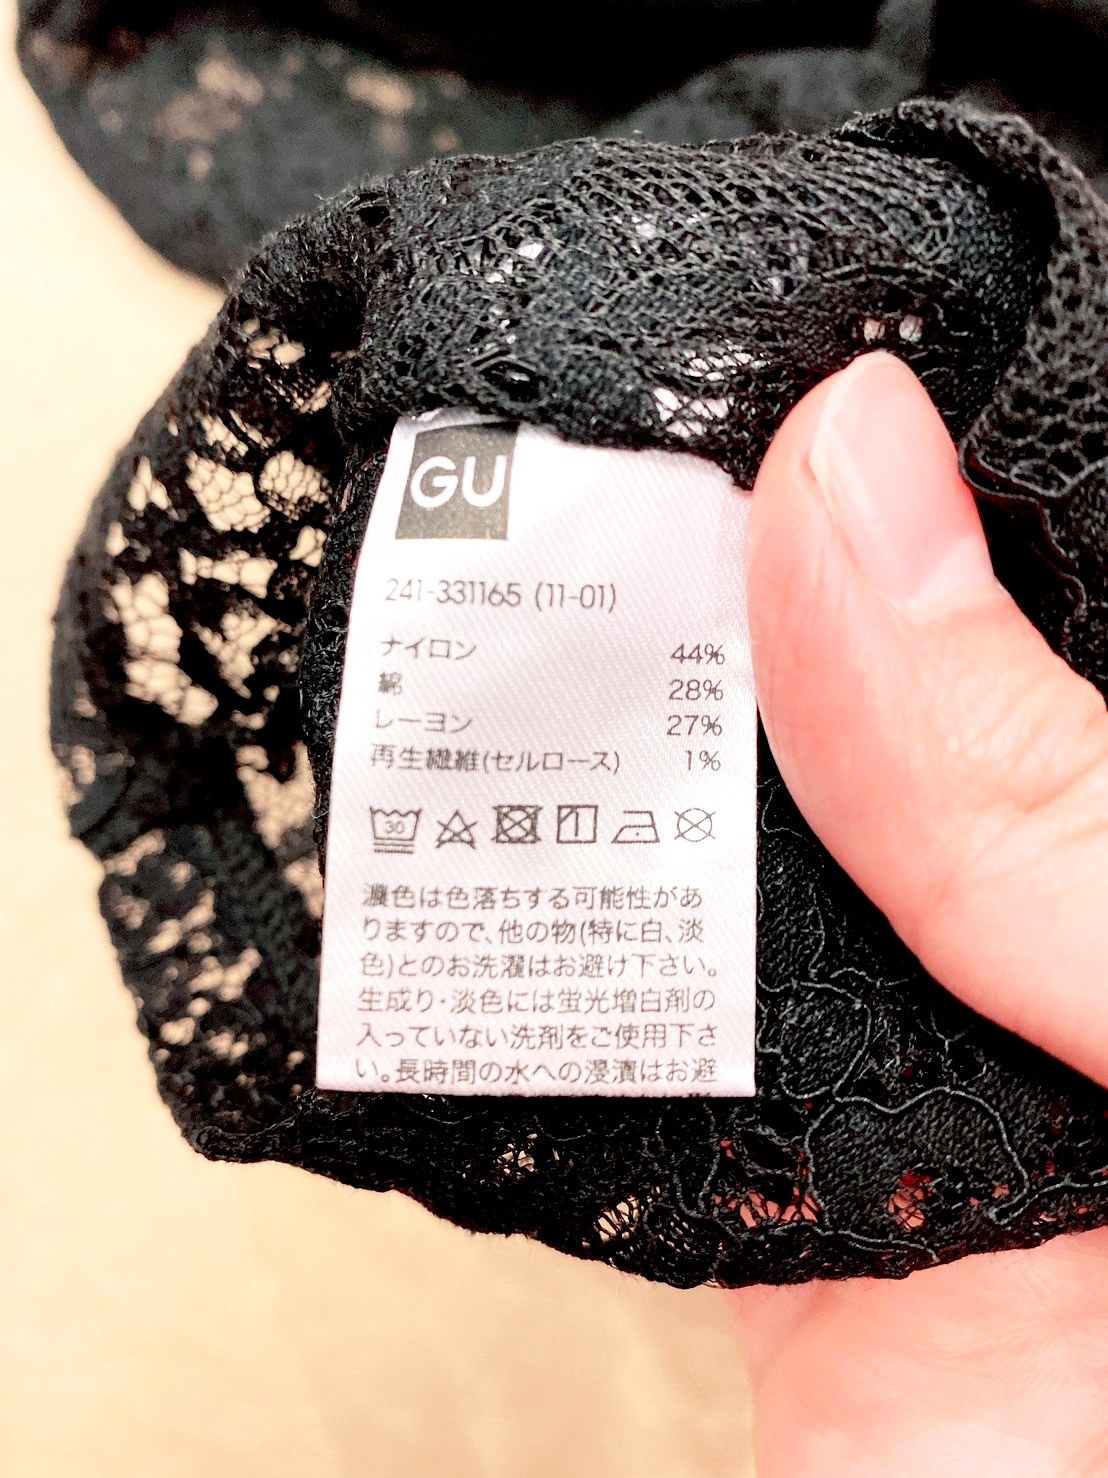 GU
241-331165 (11-01)
ナイロン 44%
綿 28%
レーヨン 27%
再生繊維(セルロース) 1%
30
濃色は色落ちする可能性があ
りますので、他の物(特に白、淡
色)とのお洗濯はお避け下さい。
生成り・淡色には蛍光増白剤の
入っていない洗剤をご使用下さ
い。長時間の水への浸漬はお避